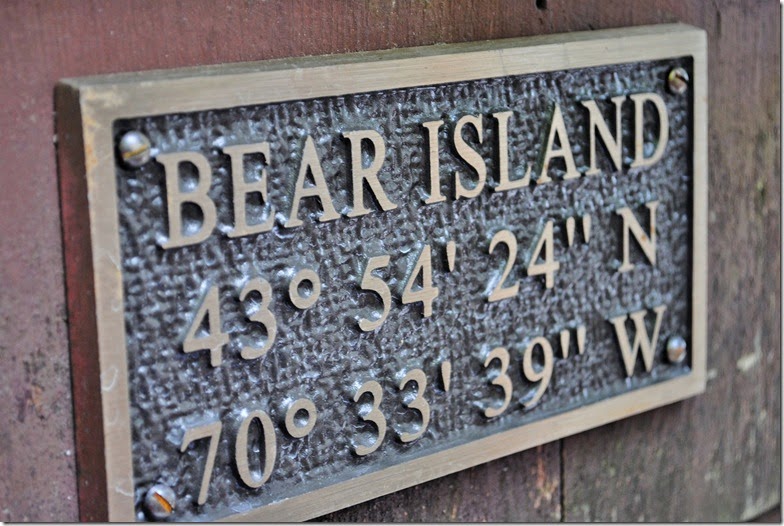 BEAR ISLAND
43° 54' 24" N
70° 33' 39" W